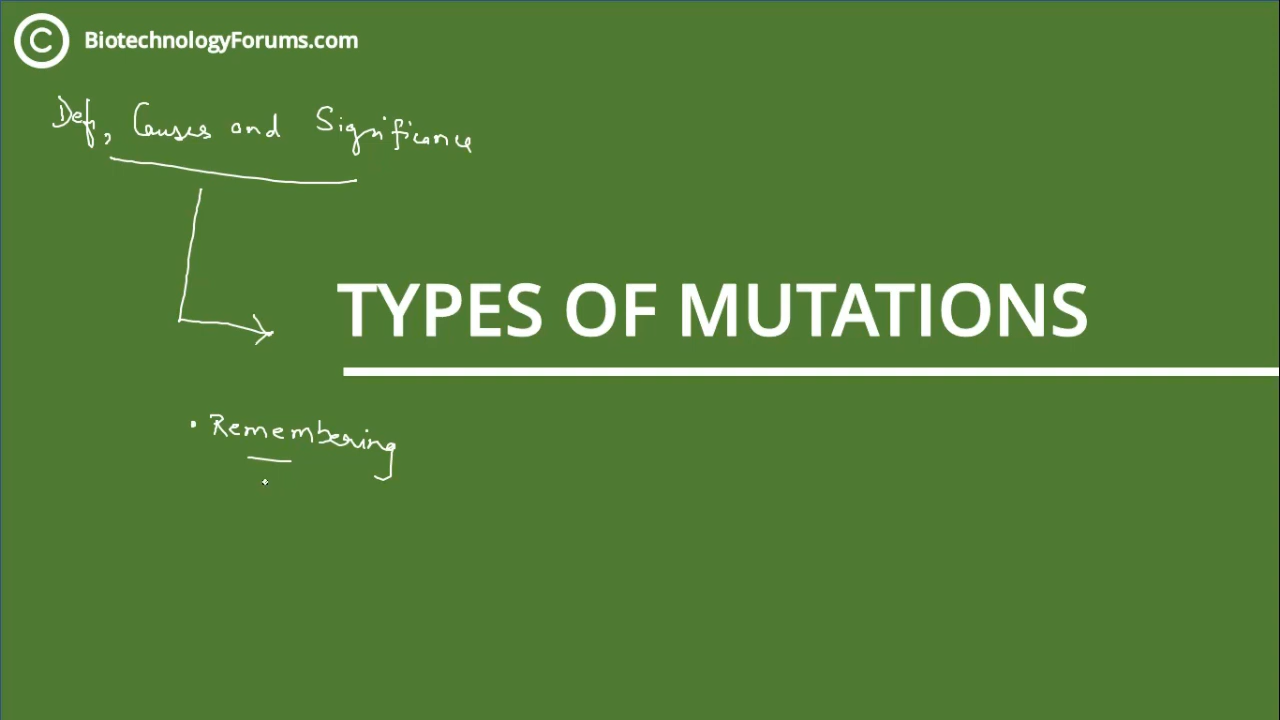 © BiotechnologyForums.com
Def, Causes and Significance
TYPES OF MUTATIONS
• Remembering